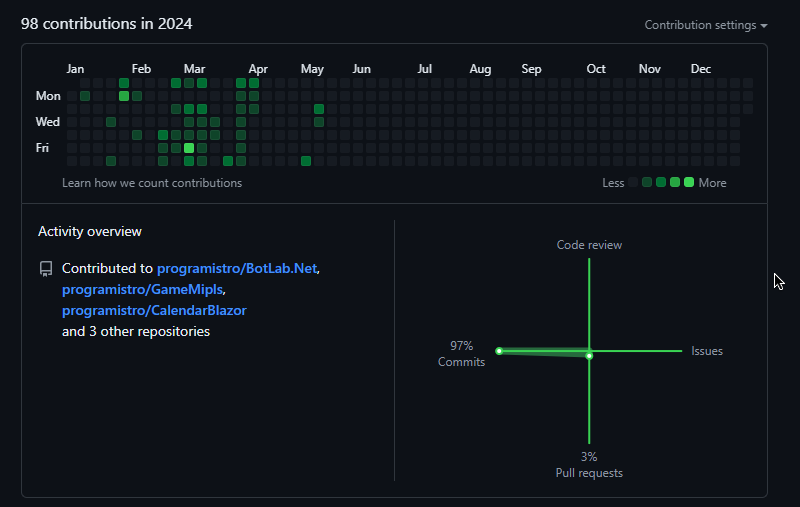 98 contributions in 2024
Contribution settings
Jan Feb Mar Apr May Jun Jul Aug Sep Oct Nov Dec
Mon
Wed
Fri
Learn how we count contributions
Less More
Activity overview
Contributed to programistro/BotLab.Net,
programistro/GameMipls,
programistro/CalendarBlazor
and 3 other repositories
Code review
97%
Commits
Issues
3%
Pull requests